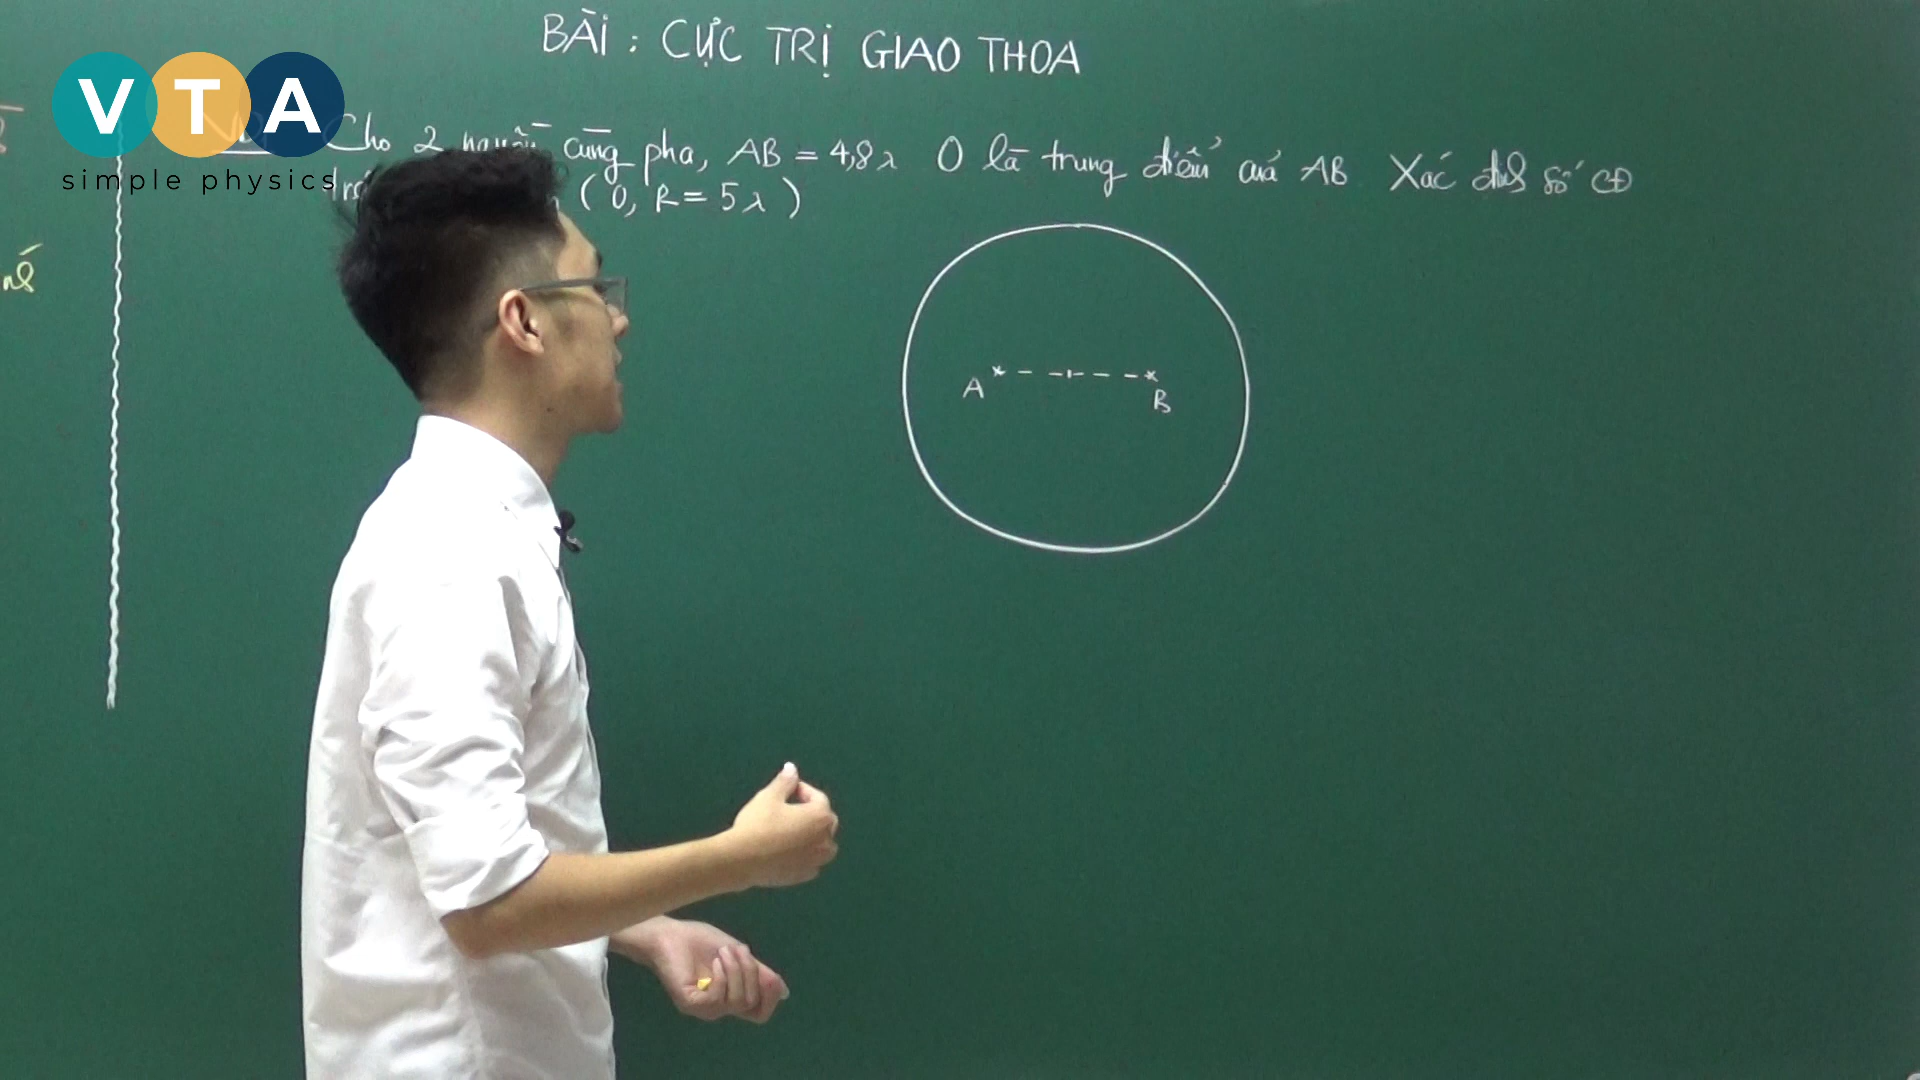 BÀI : CỰC TRỊ GIAO THOA
VTA
simple physics
Cho 2 nguồn cùng pha, AB = 4,8λ O là trung điểm của AB. Xác định số CĐ
(O, R = 5λ)
A
B